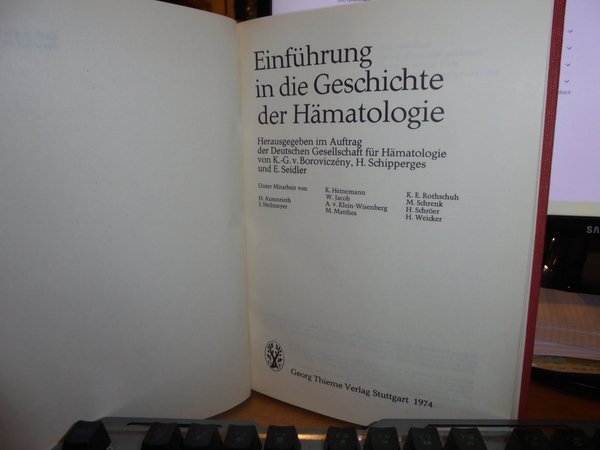 Einführung
in die Geschichte
der Hämatologie
Herausgegeben im Auftrag
der Deutschen Gesellschaft für Hämatologie
von K.-G. v. Boroviczény, H. Schipperges
und E. Seidler
Unter Mitarbeit von
H. Autenrieth
I. Heilmeyer
K. Heinemann
W. Jacob
A. v. Klein-Wisenberg
M. Matthes
K. E. Rothschuh
M. Schrenk
H. Schröer
H. Weicker
Georg Thieme Verlag Stuttgart 1974